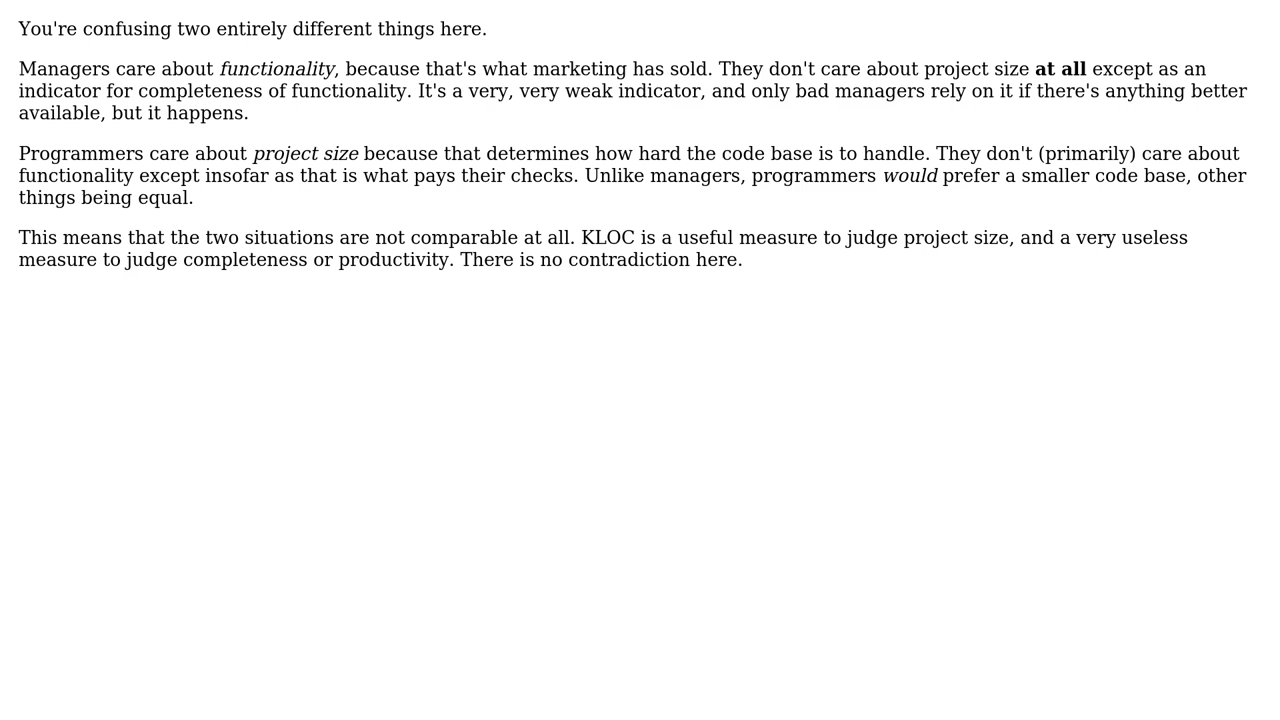 You're confusing two entirely different things here.
Managers care about functionality, because that's what marketing has sold. They don't care about project size at all except as an
indicator for completeness of functionality. It's a very, very weak indicator, and only bad managers rely on it if there's anything better
available, but it happens.
Programmers care about project size because that determines how hard the code base is to handle. They don't (primarily) care about
functionality except insofar as that is what pays their checks. Unlike managers, programmers would prefer a smaller code base, other
things being equal.
This means that the two situations are not comparable at all. KLOC is a useful measure to judge project size, and a very useless
measure to judge completeness or productivity. There is no contradiction here.